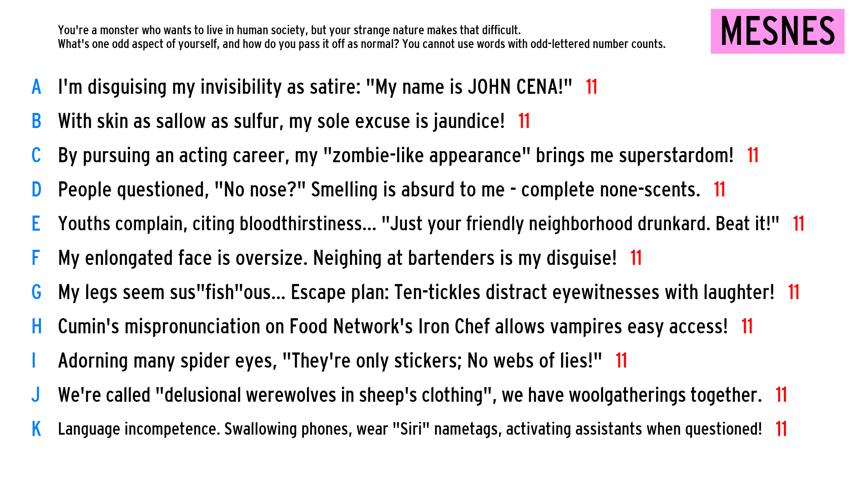 You're a monster who wants to live in human society, but your strange nature makes that difficult.
What's one odd aspect of yourself, and how do you pass it off as normal? You cannot use words with odd-lettered number counts.
MESNES
A I'm disguising my invisibility as satire: "My name is JOHN CENA!" 11
B With skin as sallow as sulfur, my sole excuse is jaundice! 11
C By pursuing an acting career, my "zombie-like appearance" brings me superstardom! 11
D People questioned, "No nose?" Smelling is absurd to me - complete none-scents. 11
E Youths complain, citing bloodthirstiness... "Just your friendly neighborhood drunkard. Beat it!" 11
F My enlongated face is oversize. Neighing at bartenders is my disguise! 11
G My legs seem sus"fish"ous... Escape plan: Ten-tickles distract eyewitnesses with laughter! 11
H Cumin's mispronunciation on Food Network's Iron Chef allows vampires easy access! 11
I Adorning many spider eyes, "They're only stickers; No webs of lies!" 11
J We're called "delusional werewolves in sheep's clothing", we have woolgatherings together. 11
K Language incompetence. Swallowing phones, wear "Siri" nametags, activating assistants when questioned! 11